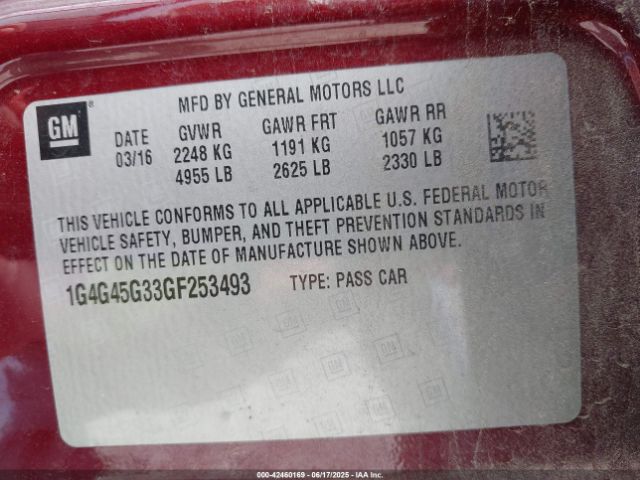 GM
MFD BY GENERAL MOTORS LLC
DATE GVWR GAWR FRT GAWR RR
03/16 2248 KG 1191 KG 1057 KG
4955 LB 2625 LB 2330 LB
THIS VEHICLE CONFORMS TO ALL APPLICABLE U.S. FEDERAL MOTOR
VEHICLE SAFETY, BUMPER, AND THEFT PREVENTION STANDARDS IN
EFFECT ON THE DATE OF MANUFACTURE SHOWN ABOVE.
1G4G45G33GF253493 TYPE: PASS CAR
00-42460169 - 06/17/2025 - IAAI.COM